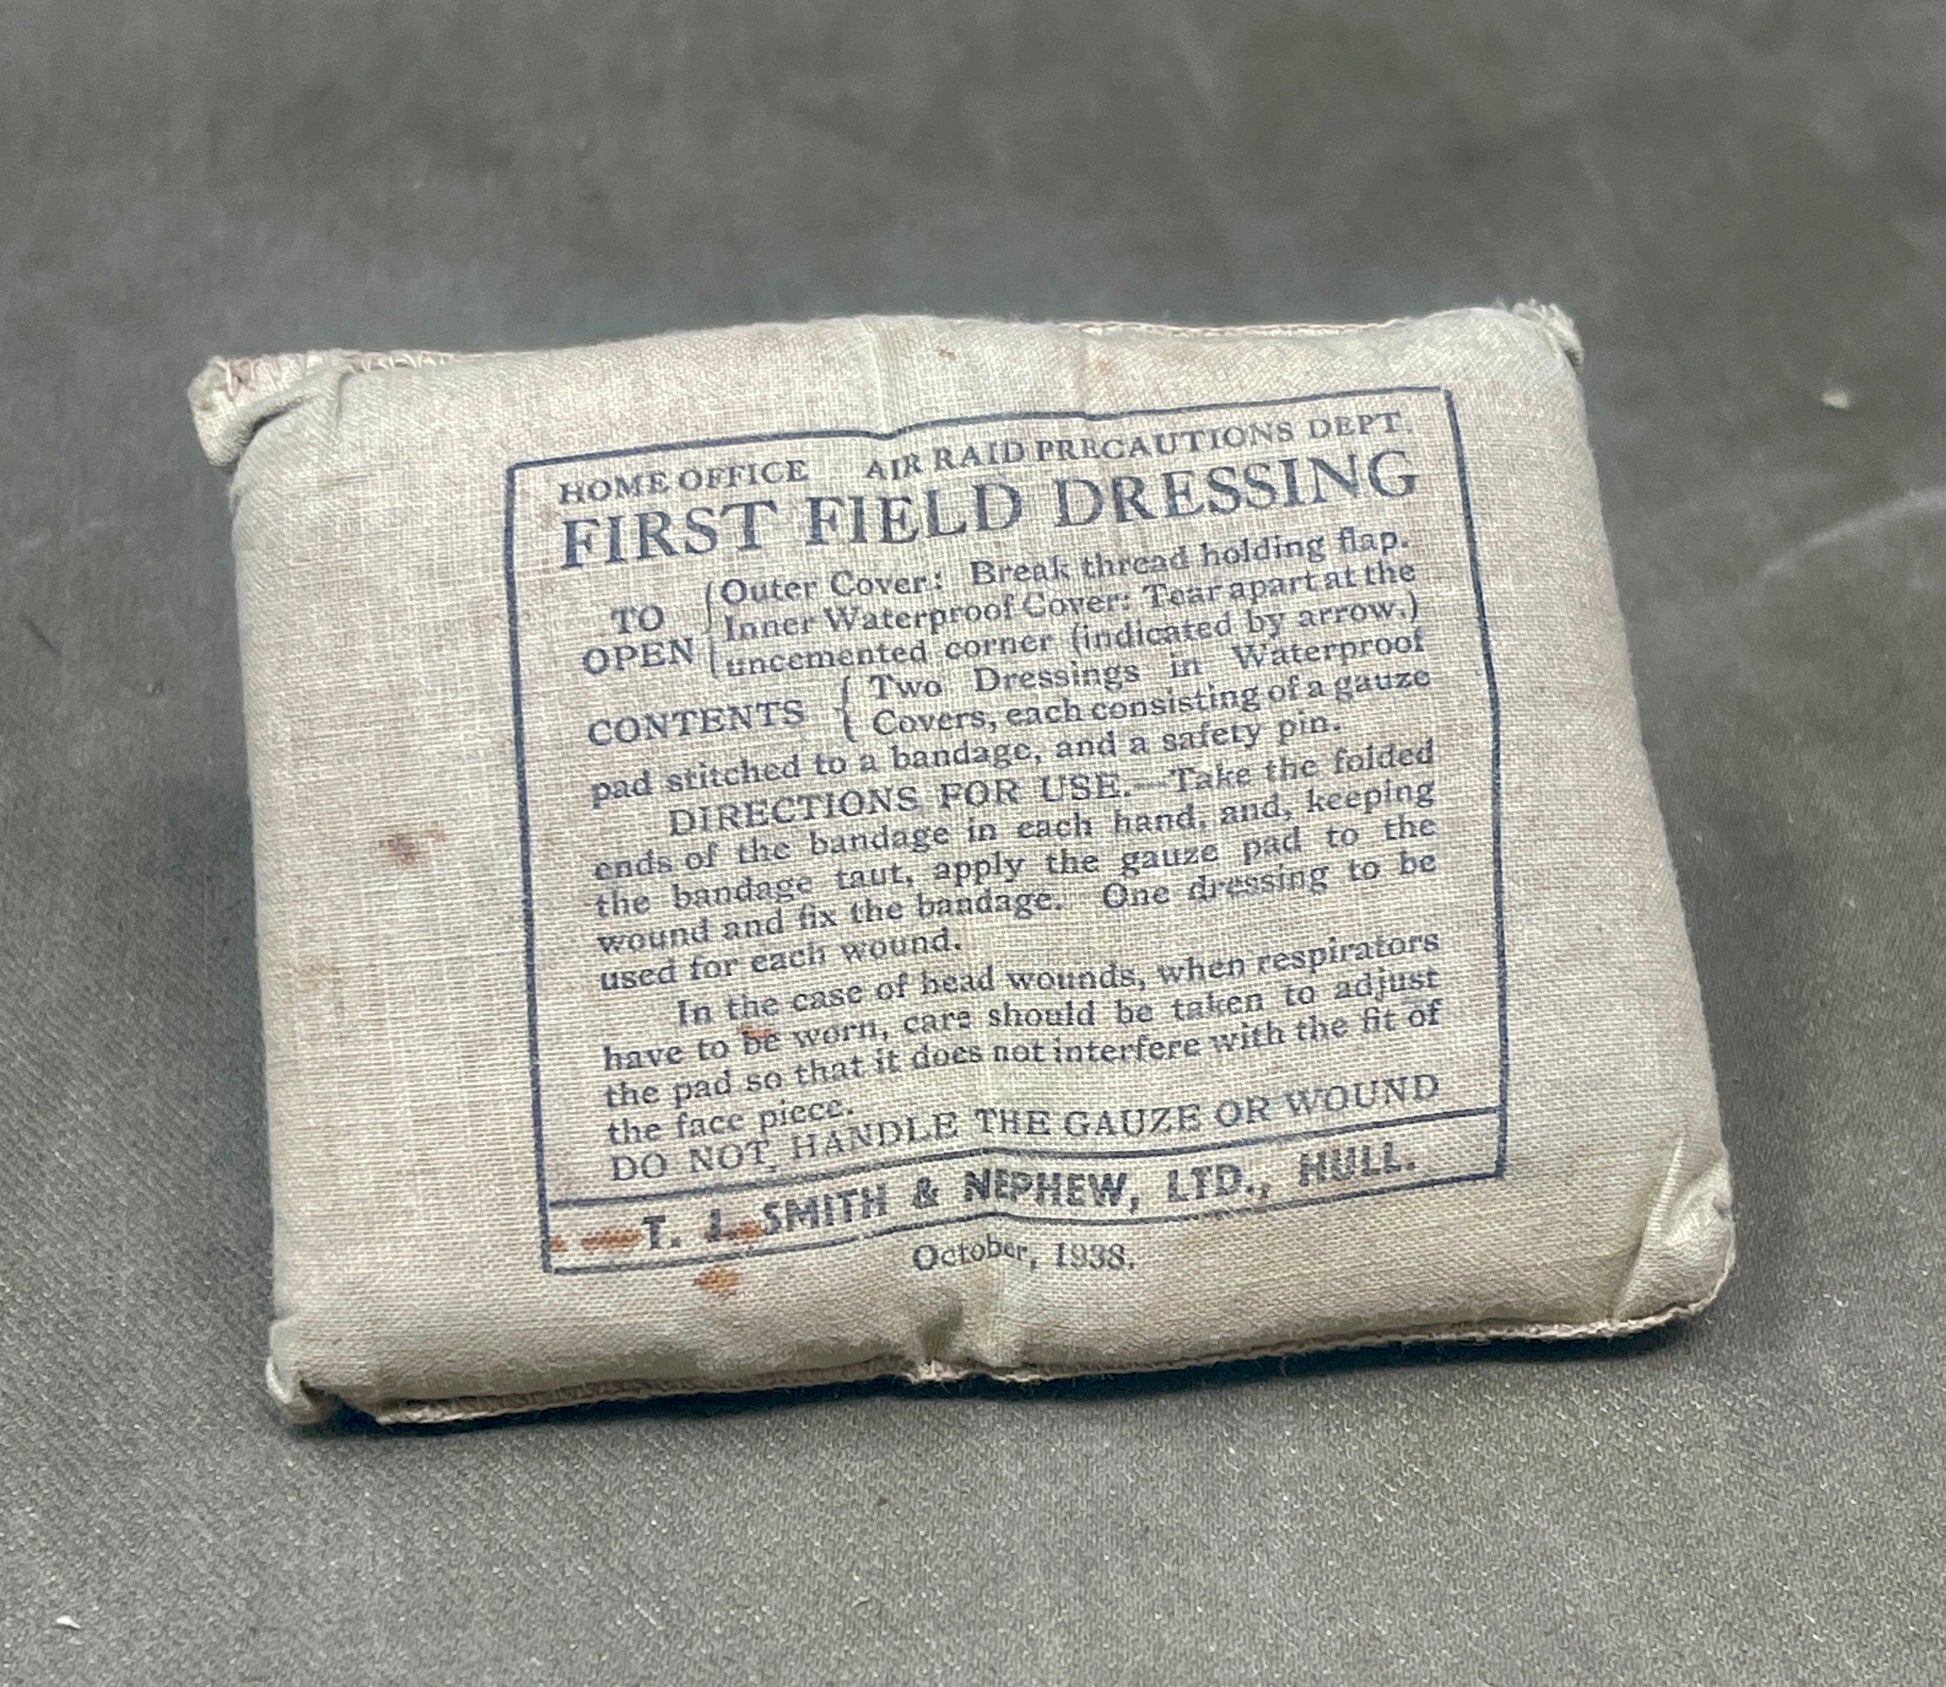 HOME OFFICE AIR RAID PRECAUTIONS DEPT.
FIRST FIELD DRESSING
TO OPEN { Outer Cover: Break thread holding flap.
Inner Waterproof Cover: Tear apart at the
uncemented corner (indicated by arrow.)
CONTENTS { Two Dressings in Waterproof
Covers, each consisting of a gauze
pad stitched to a bandage, and a safety pin.
DIRECTIONS FOR USE.—Take the folded
ends of the bandage in each hand, and, keeping
the bandage taut, apply the gauze pad to the
wound and fix the bandage. One dressing to be
used for each wound.
In the case of head wounds, when respirators
have to be worn, care should be taken to adjust
the pad so that it does not interfere with the fit of
the face piece.
DO NOT HANDLE THE GAUZE OR WOUND
T. J. SMITH & NEPHEW, LTD., HULL.
October, 1938.